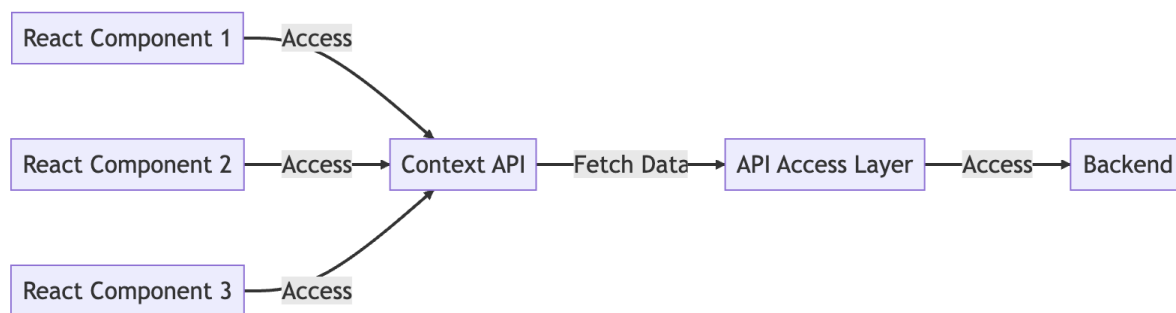 React Component 1
Access
React Component 2
Access
Context API
Fetch Data
API Access Layer
Access
Backend
React Component 3
Access